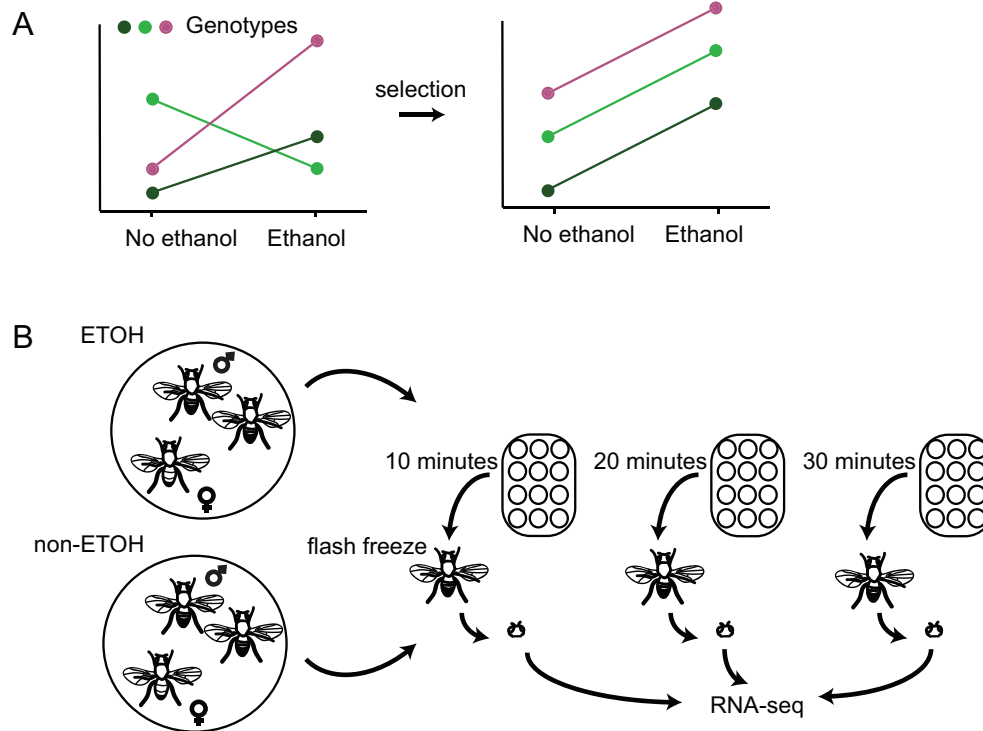 A
Genotypes
selection
No ethanol
Ethanol
No ethanol
Ethanol
B
ETOH
non-ETOH
10 minutes
20 minutes
30 minutes
flash freeze
RNA-seq